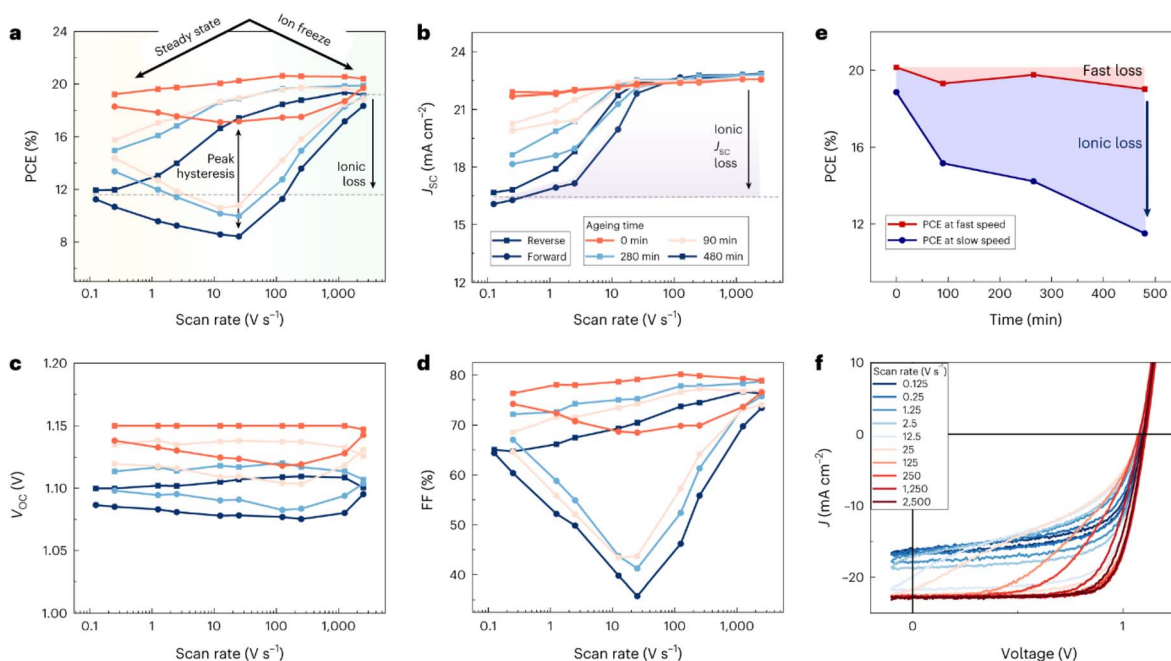 a
24
20
16
12
8
PCE (%)
Steady state
Ion freeze
Peak
hysteresis
Ionic
loss
0.1 1 10 100 1,000
Scan rate (V s⁻¹)
b
24
22
20
18
16
14
12
J_SC (mA cm⁻²)
Ionic
J_SC
loss
Reverse
Forward
Ageing time
0 min 90 min
280 min 480 min
0.1 1 10 100 1,000
Scan rate (V s⁻¹)
e
20
16
12
PCE (%)
Fast loss
Ionic loss
PCE at fast speed
PCE at slow speed
0 100 200 300 400 500
Time (min)
c
1.20
1.15
1.10
1.05
1.00
V_OC (V)
0.1 1 10 100 1,000
Scan rate (V s⁻¹)
d
80
70
60
50
40
FF (%)
0.1 1 10 100 1,000
Scan rate (V s⁻¹)
f
10
0
−10
−20
J (mA cm⁻²)
Scan rate (V s⁻¹)
0.125
0.25
1.25
2.5
12.5
25
125
250
1,250
2,500
0 1
Voltage (V)